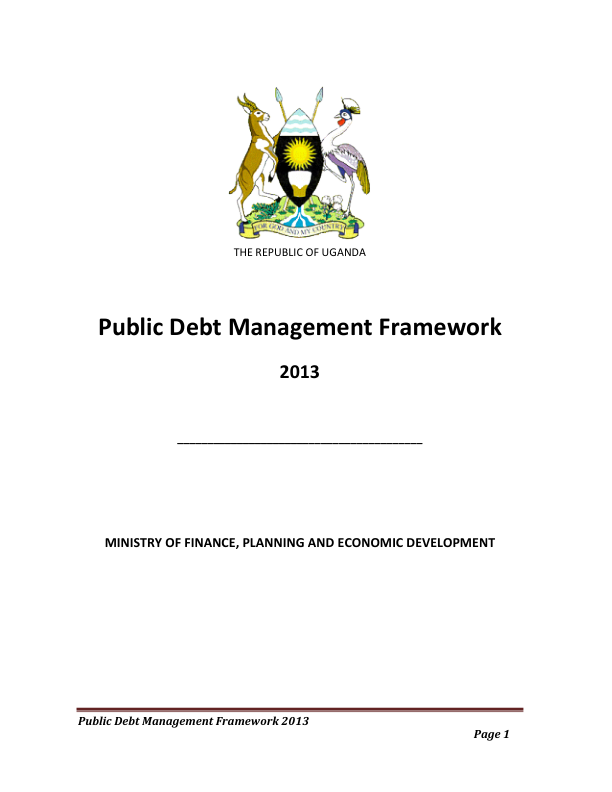 FOR GOD AND MY COUNTRY
THE REPUBLIC OF UGANDA
Public Debt Management Framework
2013
MINISTRY OF FINANCE, PLANNING AND ECONOMIC DEVELOPMENT
Public Debt Management Framework 2013
Page 1